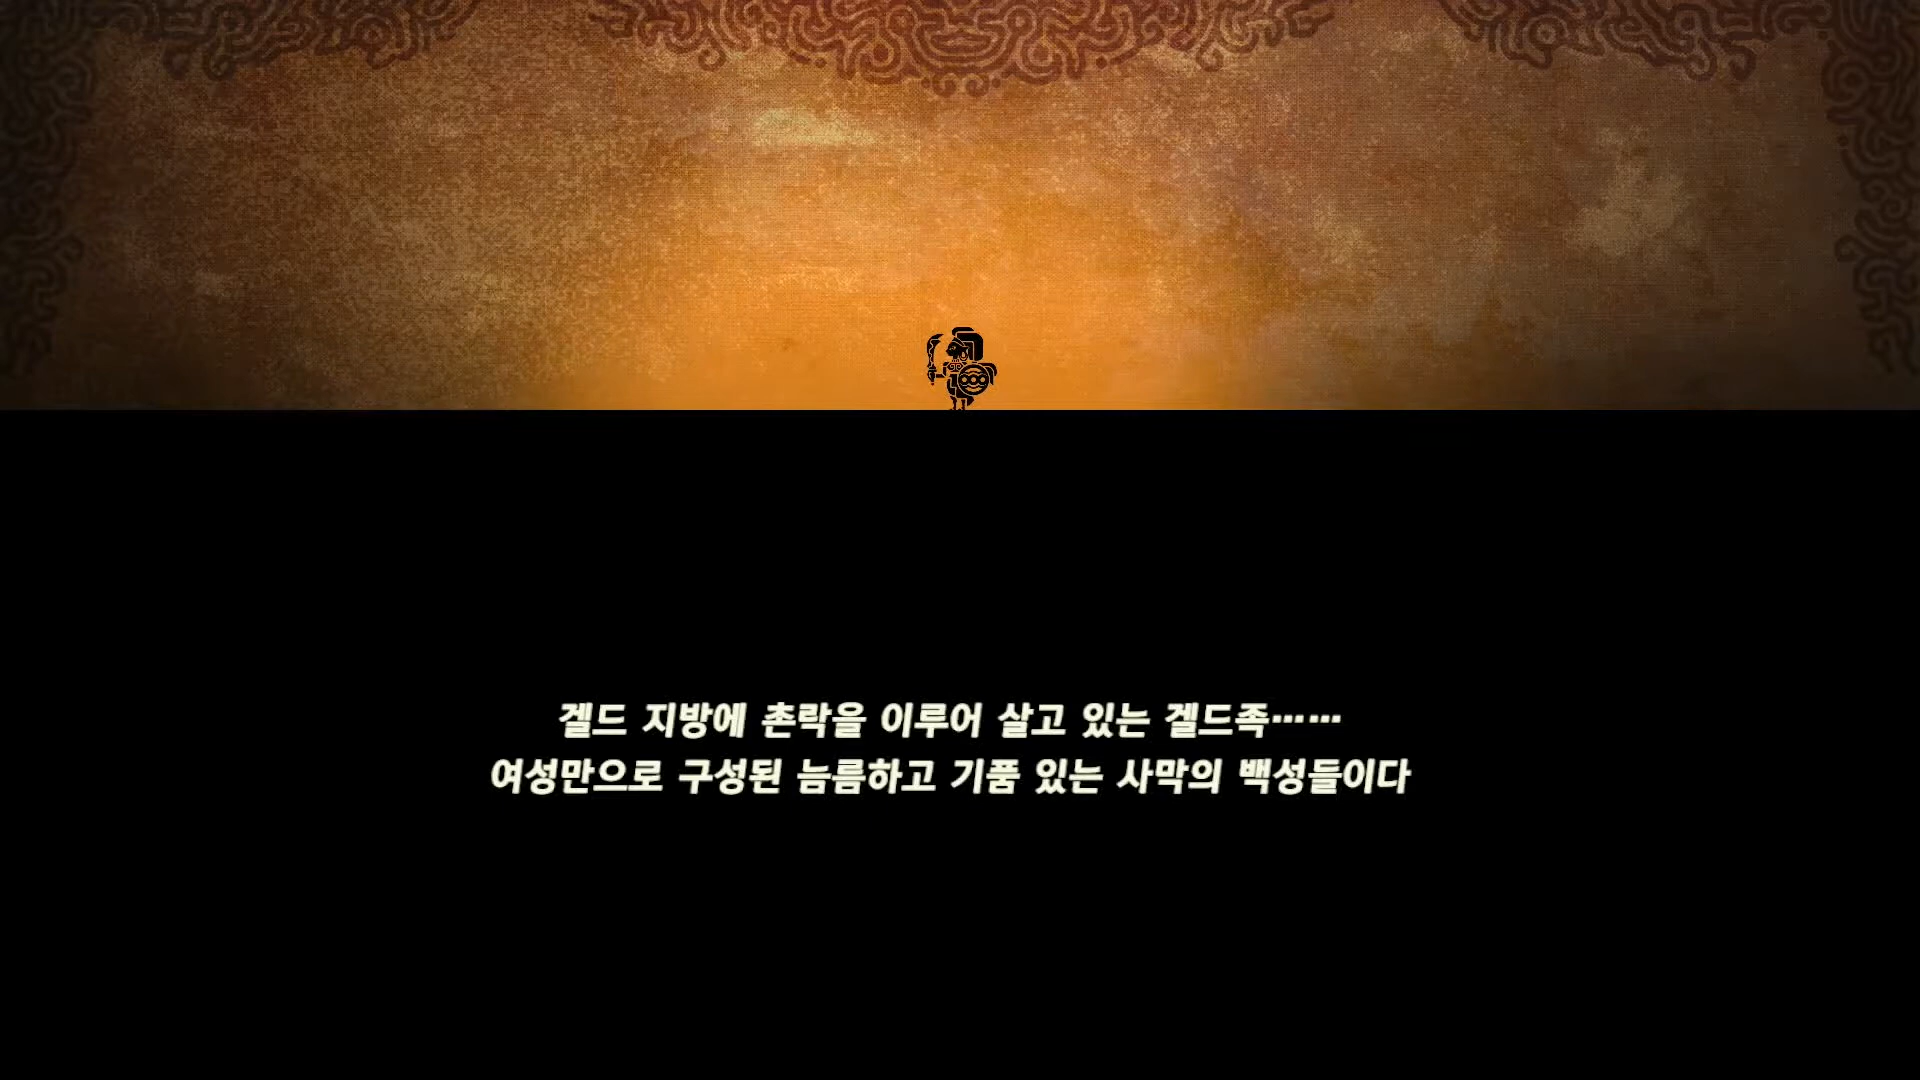 겔드 지방에 촌락을 이루어 살고 있는 겔드족……
여성만으로 구성된 늠름하고 기품 있는 사막의 백성들이다